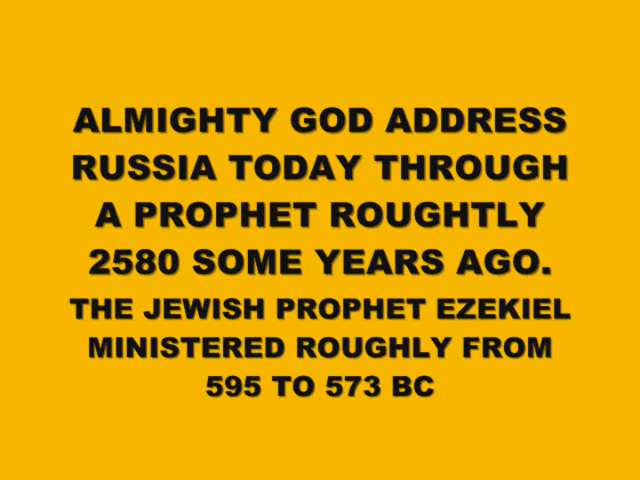 ALMIGHTY GOD ADDRESS
RUSSIA TODAY THROUGH
A PROPHET ROUGHTLY
2580 SOME YEARS AGO.
THE JEWISH PROPHET EZEKIEL
MINISTERED ROUGHLY FROM
595 TO 573 BC